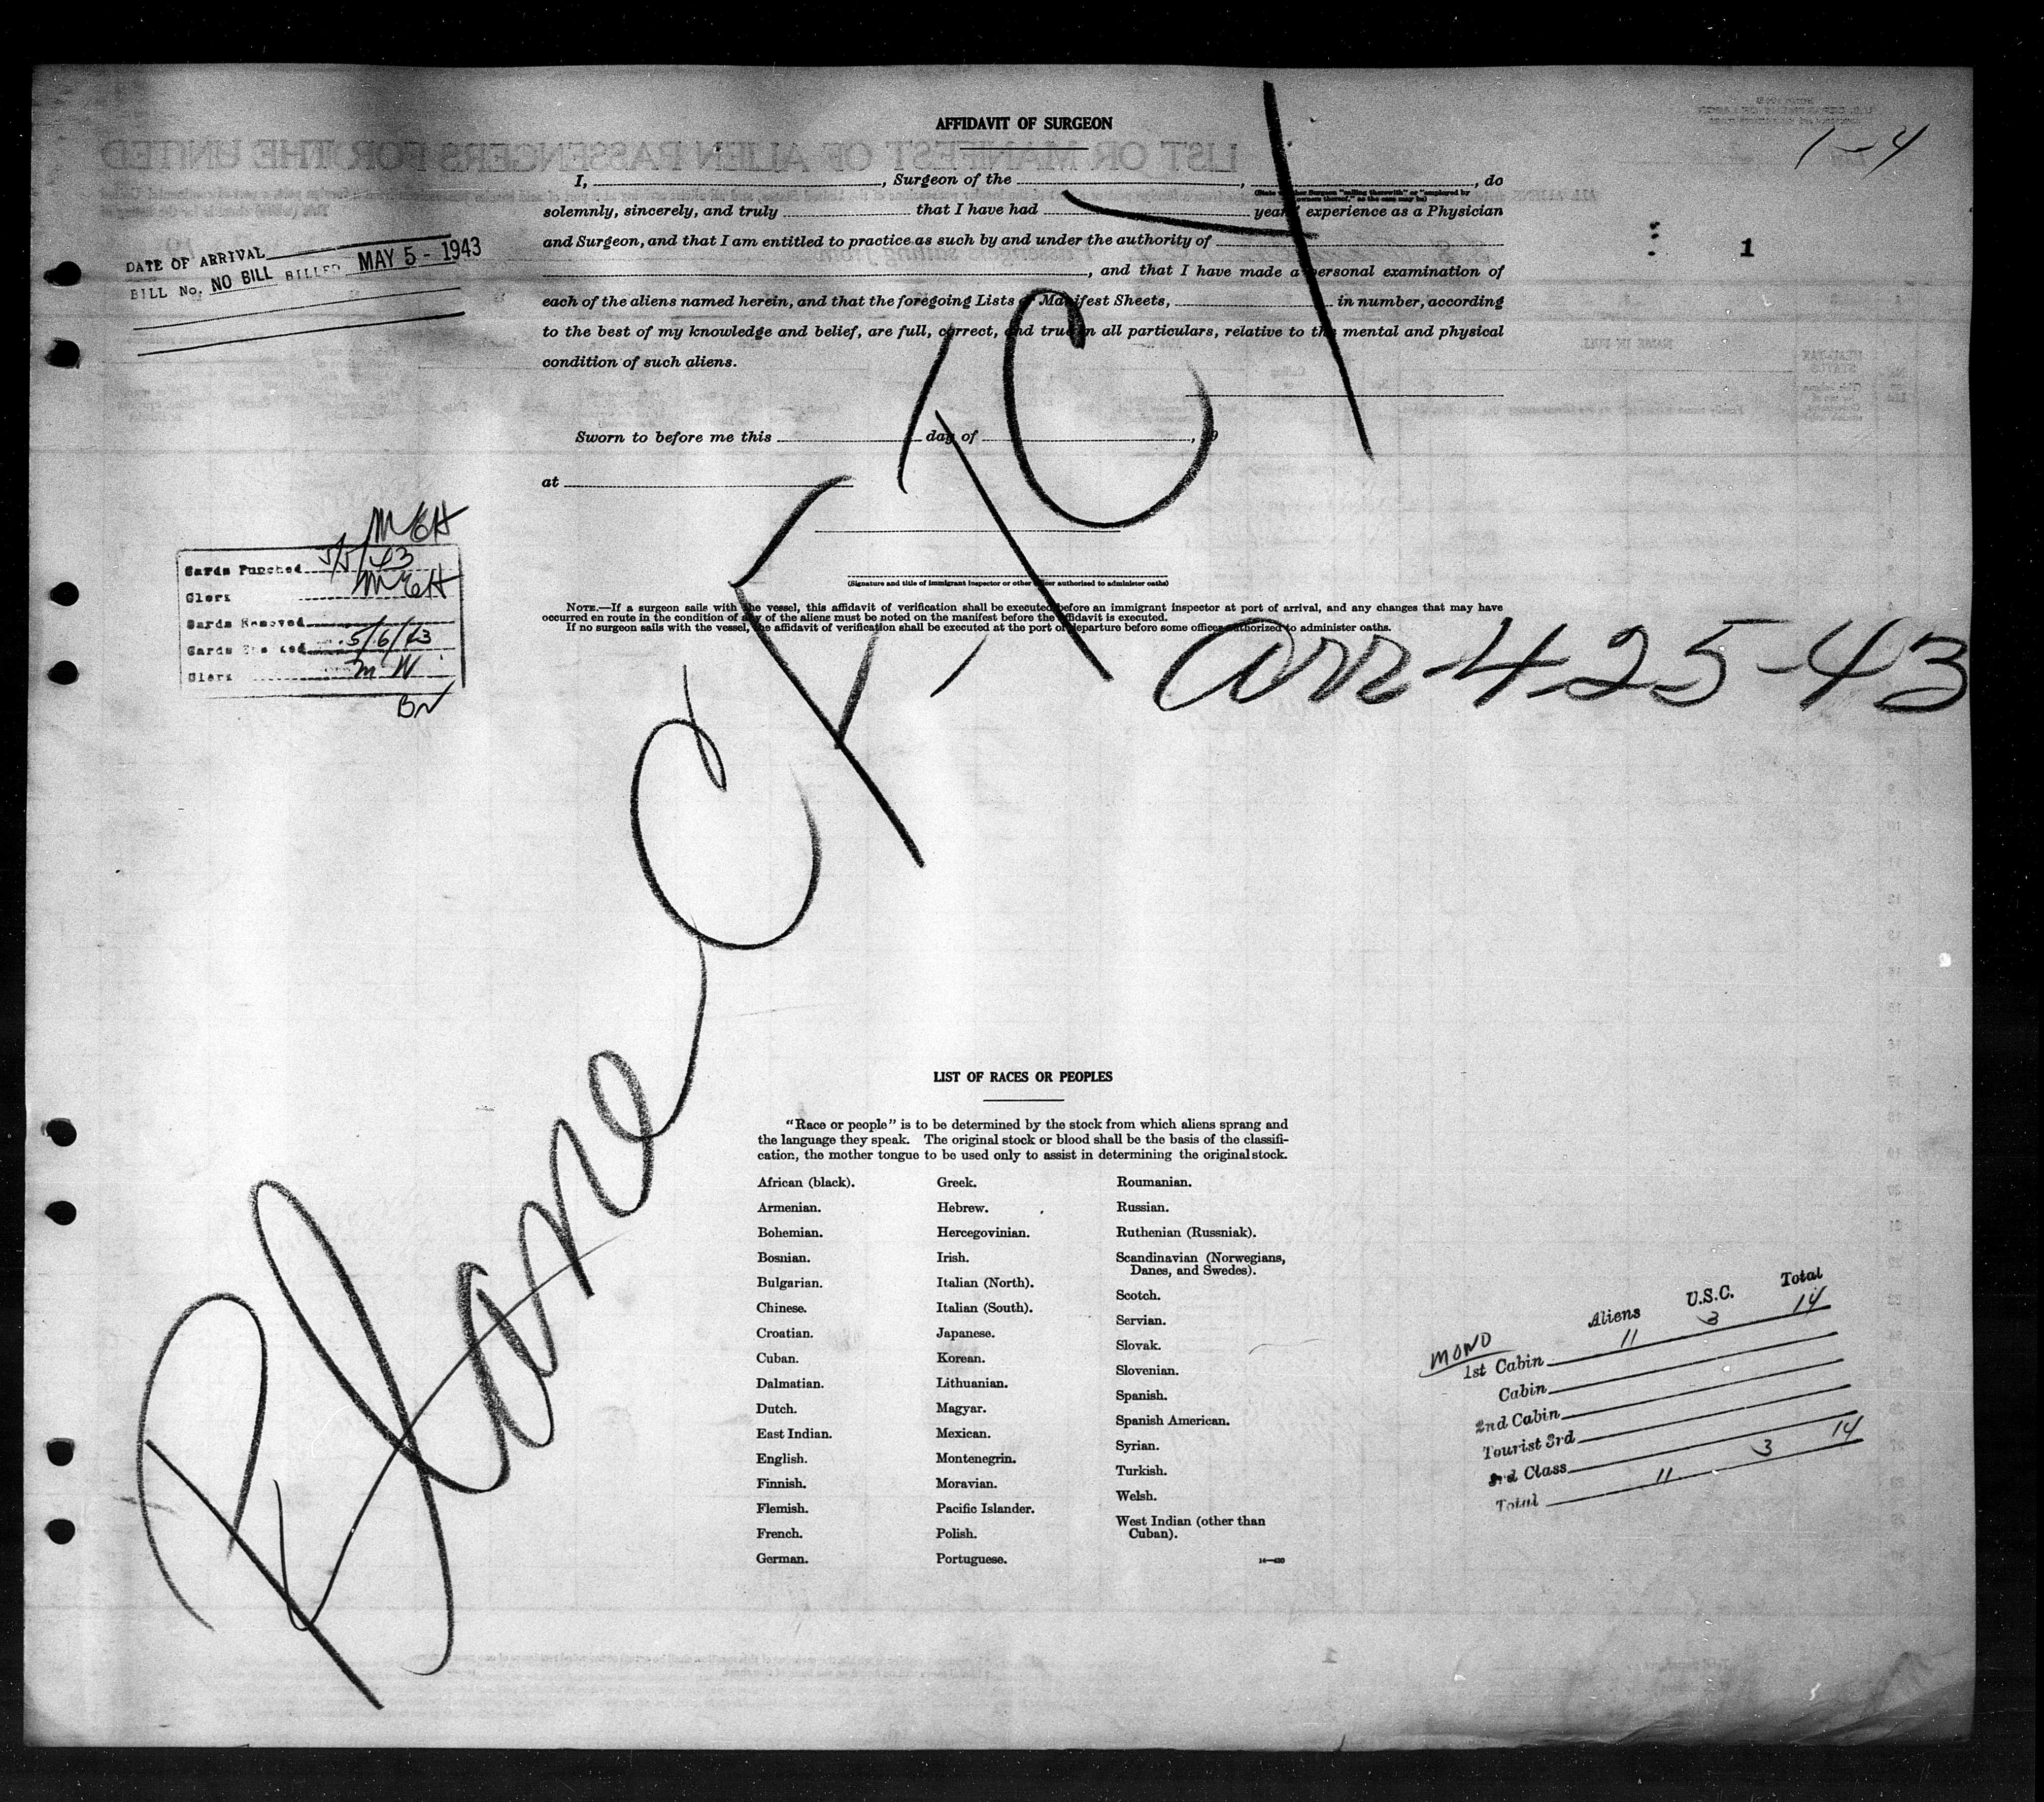 AFFIDAVIT OF SURGEON
1-4
I, , Surgeon of the , , do
solemnly, sincerely, and truly that I have had years' experience as a Physician
and Surgeon, and that I am entitled to practice as such by and under the authority of
, and that I have made a personal examination of
each of the aliens named herein, and that the foregoing Lists or Manifest Sheets, in number, according
to the best of my knowledge and belief, are full, correct, and true in all particulars, relative to the mental and physical
condition of such aliens.
Sworn to before me this day of , 19
at
(Signature and title of immigrant inspector or other officer authorized to administer oaths)
NOTE.—If a surgeon sails with the vessel, this affidavit of verification shall be executed before an immigrant inspector at port of arrival, and any changes that may have
occurred en route in the condition of any of the aliens must be noted on the manifest before the affidavit is executed.
If no surgeon sails with the vessel, the affidavit of verification shall be executed at the port of departure before some officer authorized to administer oaths.
1
DATE OF ARRIVAL
BILL No. NO BILL BILLED MAY 5 - 1943
MEH
Cards Punched 5/5/43
Clerk MEH
Cards Removed
Cards 5/6/43
Clerk M W
BW
Plane
arr-4-25-43
LIST OF RACES OR PEOPLES
"Race or people" is to be determined by the stock from which aliens sprang and
the language they speak. The original stock or blood shall be the basis of the classifi-
cation, the mother tongue to be used only to assist in determining the original stock.
African (black).
Armenian.
Bohemian.
Bosnian.
Bulgarian.
Chinese.
Croatian.
Cuban.
Dalmatian.
Dutch.
East Indian.
English.
Finnish.
Flemish.
French.
German.
Greek.
Hebrew.
Hercegovinian.
Irish.
Italian (North).
Italian (South).
Japanese.
Korean.
Lithuanian.
Magyar.
Mexican.
Montenegrin.
Moravian.
Pacific Islander.
Polish.
Portuguese.
Roumanian.
Russian.
Ruthenian (Russniak).
Scandinavian (Norwegians,
Danes, and Swedes).
Scotch.
Servian.
Slovak.
Slovenian.
Spanish.
Spanish American.
Syrian.
Turkish.
Welsh.
West Indian (other than
Cuban).
Aliens U.S.C. Total
MONO
1st Cabin 11 3 14
Cabin
2nd Cabin
Tourist 3rd
3rd Class
Total 11 3 14